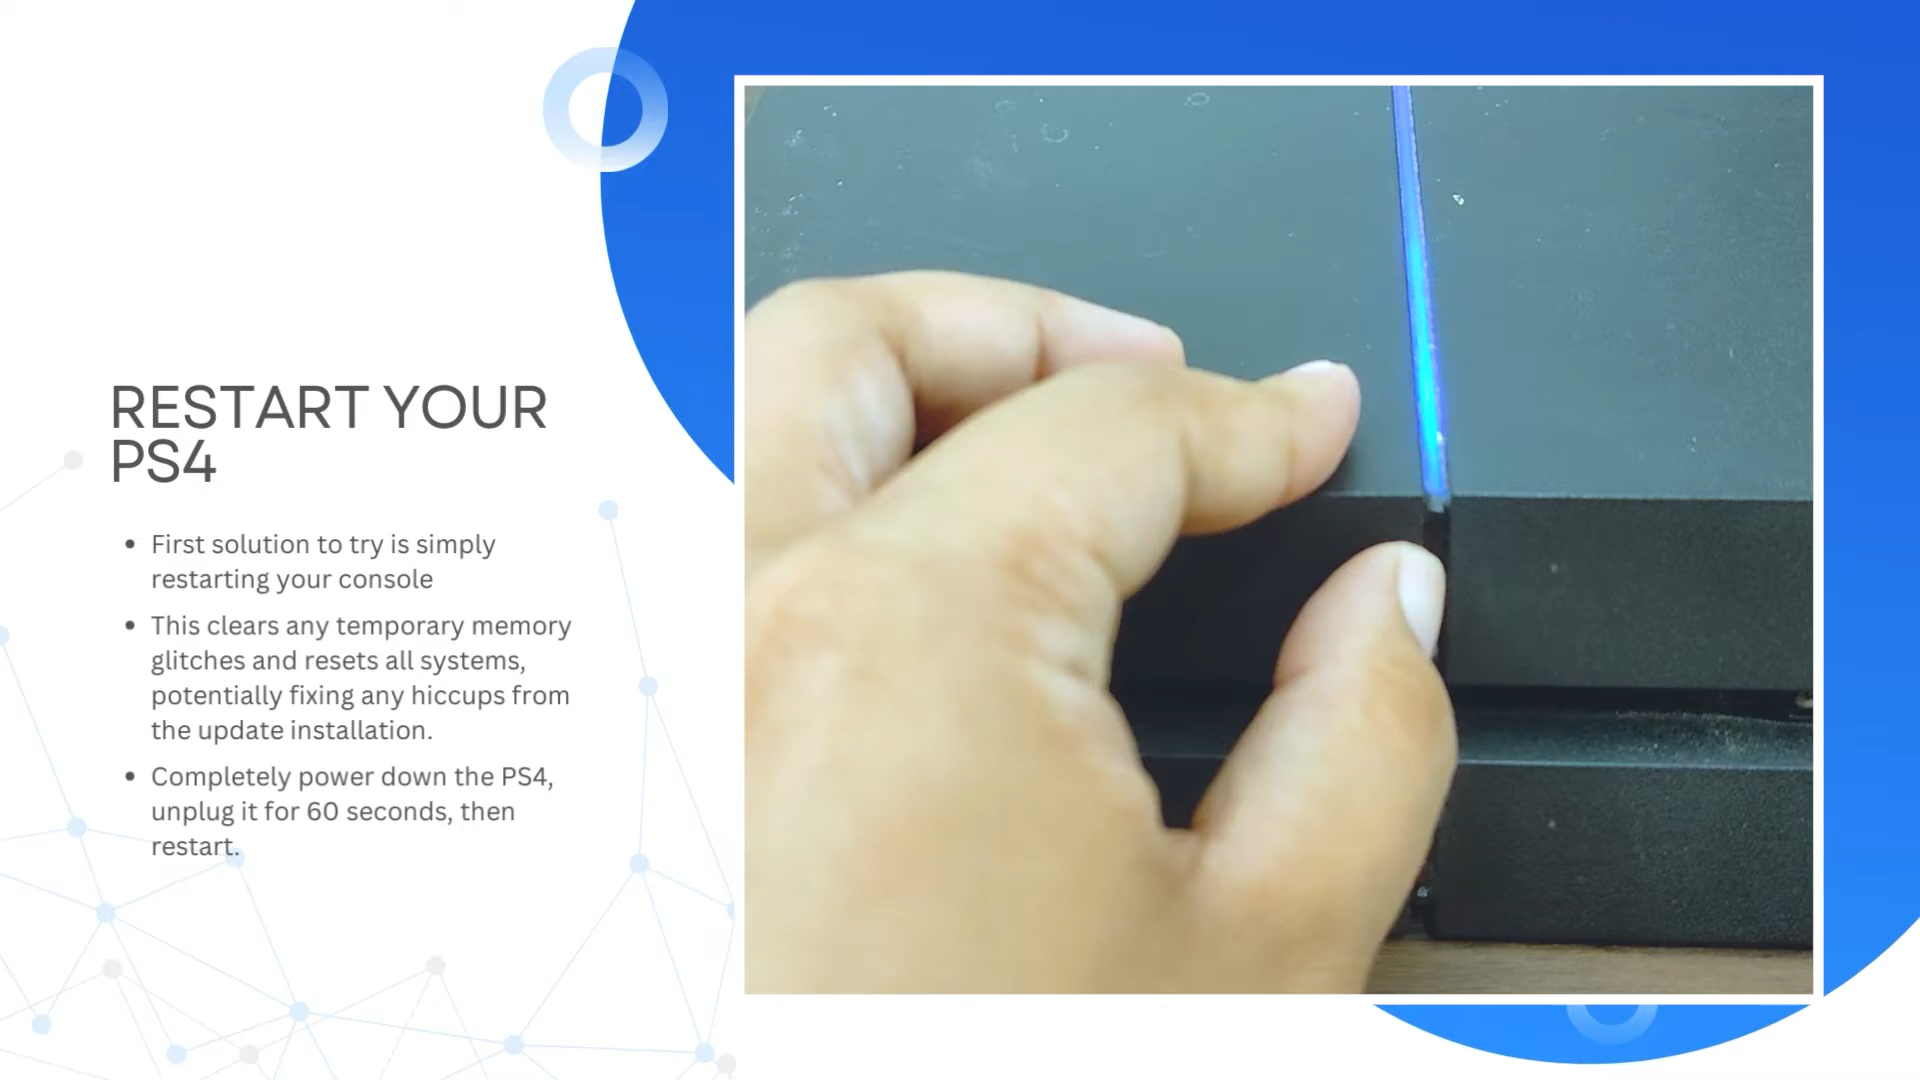 RESTART YOUR
PS4
• First solution to try is simply
restarting your console
• This clears any temporary memory
glitches and resets all systems,
potentially fixing any hiccups from
the update installation.
• Completely power down the PS4,
unplug it for 60 seconds, then
restart.